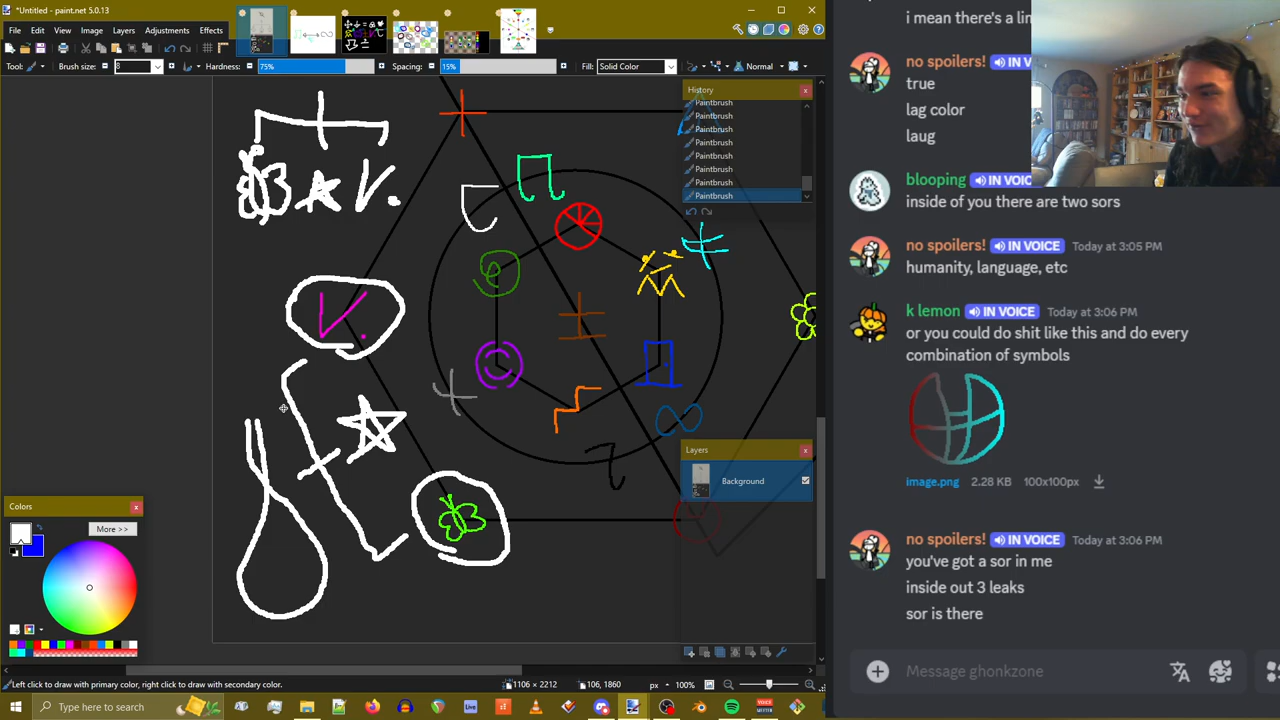 *Untitled - paint.net 5.0.13
File Edit View Image Layers Adjustments Effects
Tool: Brush size: 8 Hardness: 75% Spacing: 15% Fill: Solid Color Normal
History
Paintbrush
Paintbrush
Paintbrush
Paintbrush
Paintbrush
Paintbrush
Paintbrush
Paintbrush
Layers
Background
Colors
More >>
Left click to draw with primary color, right click to draw with secondary color.
1106 × 2212
106, 1860
px
100%
Type here to search
i mean there's a
no spoilers! IN VOICE
true
lag color
laug
blooping IN VOICE
inside of you there are two sors
no spoilers! IN VOICE Today at 3:05 PM
humanity, language, etc
k lemon IN VOICE Today at 3:06 PM
or you could do shit like this and do every
combination of symbols
image.png 2.28 KB 100x100px
no spoilers! IN VOICE Today at 3:06 PM
you've got a sor in me
inside out 3 leaks
sor is there
Message ghonkzone